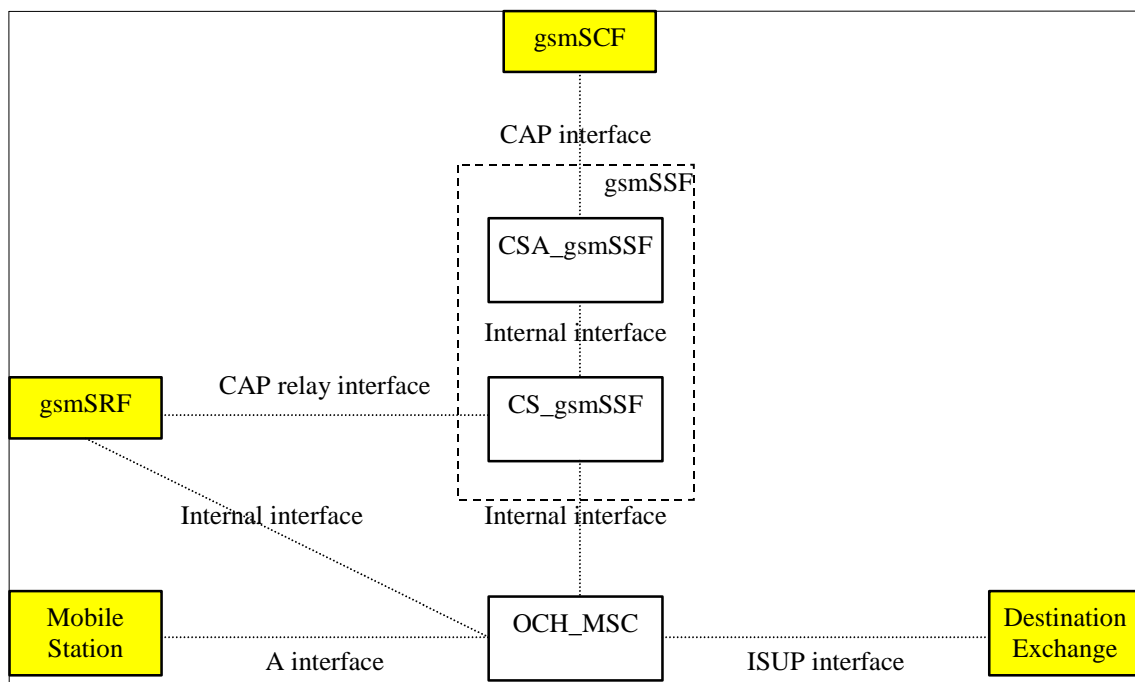 gsmSCF
CAP interface
gsmSSF
CSA_gsmSSF
Internal interface
CAP relay interface
gsmSRF
CS_gsmSSF
Internal interface
Internal interface
Mobile
Station
OCH_MSC
Destination
Exchange
A interface
ISUP interface